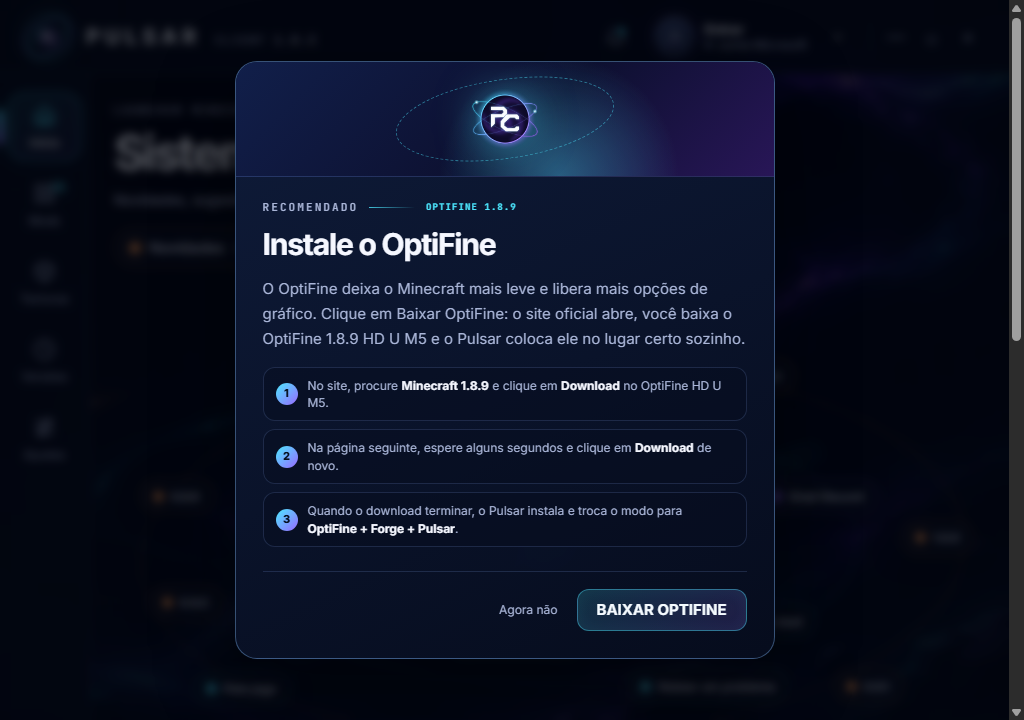 PULSAR
PC
RECOMENDADO
OPTIFINE 1.8.9
Instale o OptiFine
O OptiFine deixa o Minecraft mais leve e libera mais opções de
gráfico. Clique em Baixar OptiFine: o site oficial abre, você baixa o
OptiFine 1.8.9 HD U M5 e o Pulsar coloca ele no lugar certo sozinho.
1
No site, procure Minecraft 1.8.9 e clique em Download no OptiFine HD U
M5.
2
Na página seguinte, espere alguns segundos e clique em Download de
novo.
3
Quando o download terminar, o Pulsar instala e troca o modo para
OptiFine + Forge + Pulsar.
Agora não
BAIXAR OPTIFINE